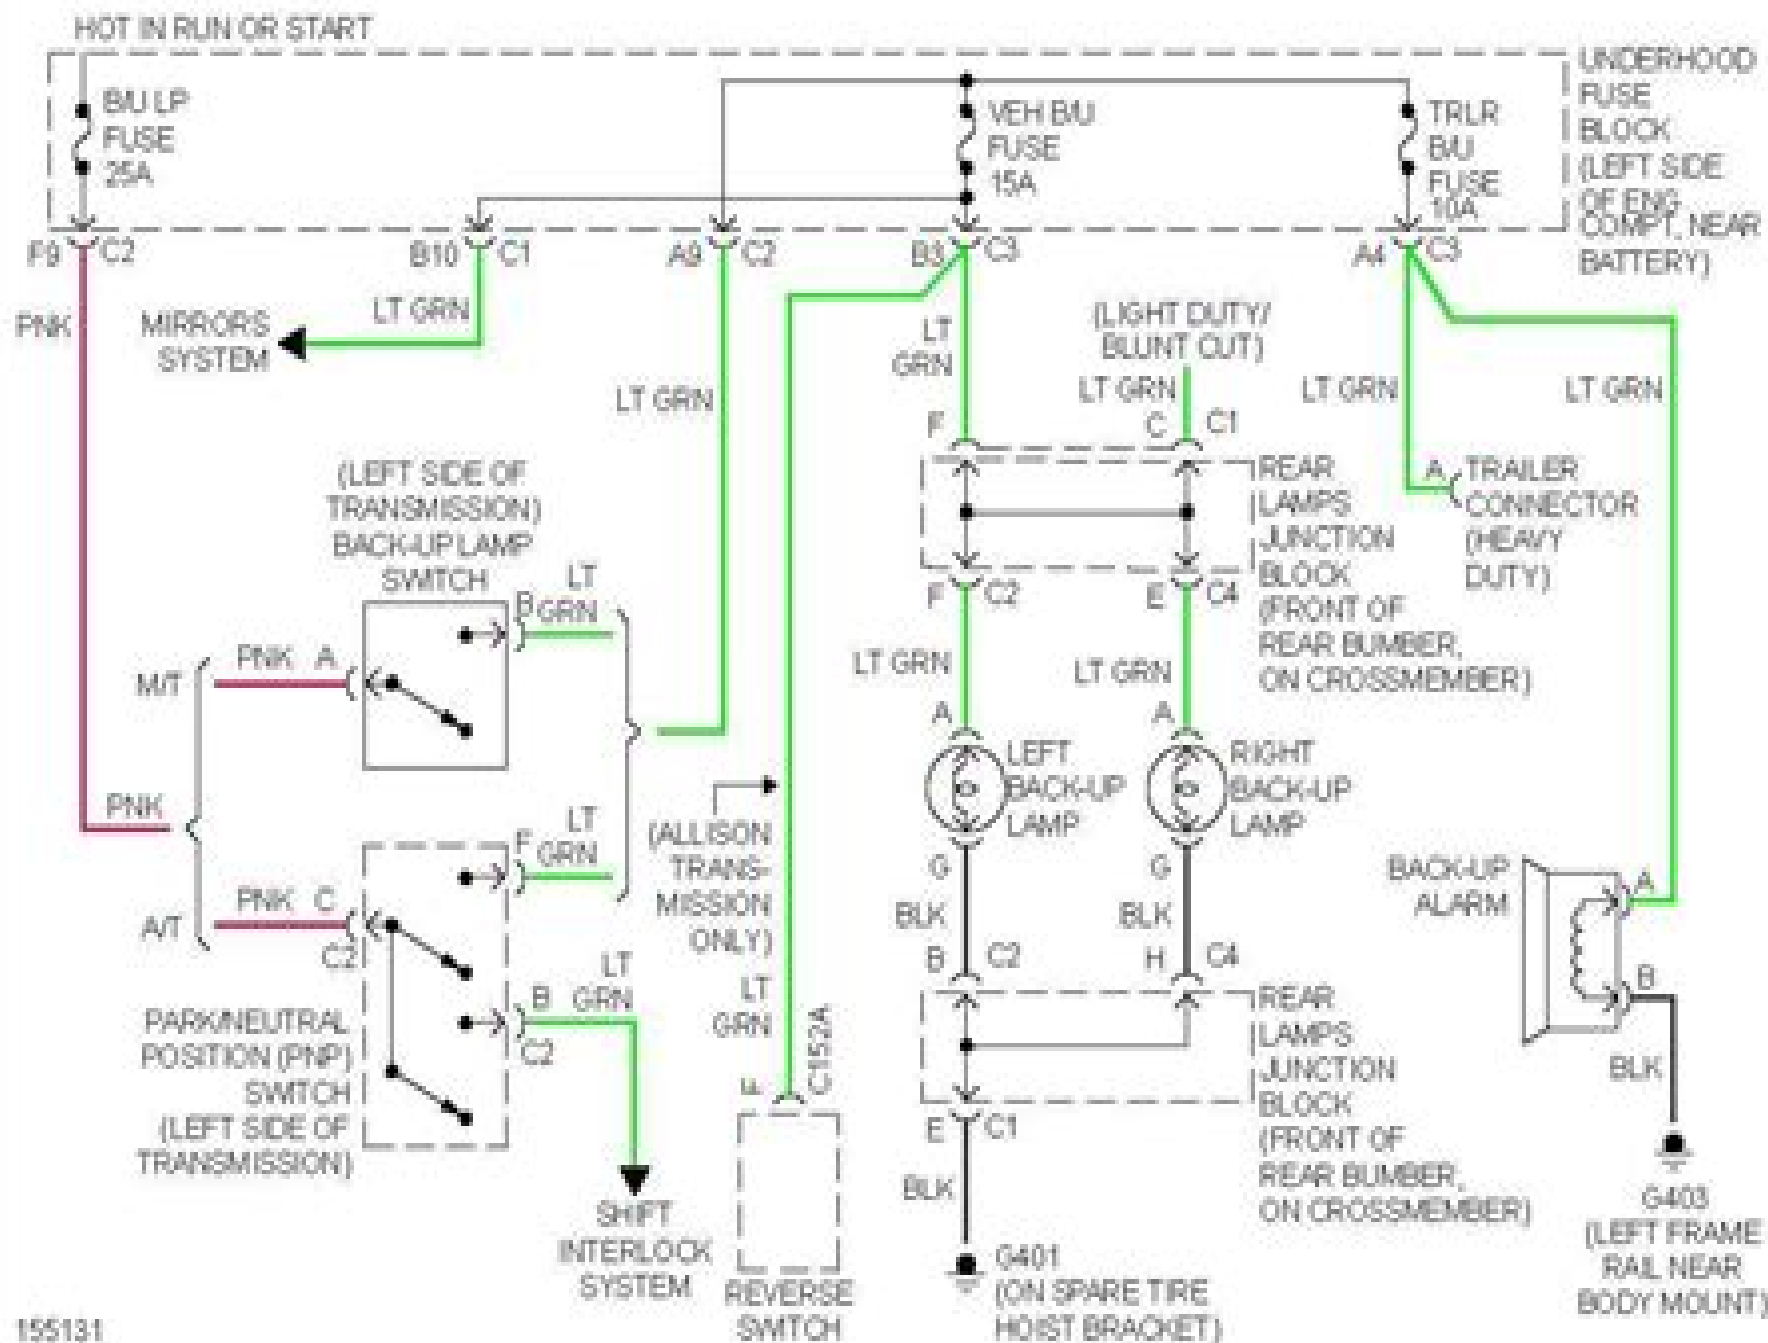 HOT IN RUN OR START
B/U LP
FUSE
25A
VEH B/U
FUSE
15A
TRLR
B/U
FUSE
10A
UNDERHOOD
FUSE
BLOCK
(LEFT SIDE
OF ENG
COMPT, NEAR
BATTERY)
F9 C2
B10 C1
A9 C2
B3 C3
A4 C3
PNK
MIRRORS
SYSTEM
LT GRN
LT GRN
LT
GRN
(LIGHT DUTY/
BLUNT CUT)
LT GRN
LT GRN
LT GRN
F
C C1
(LEFT SIDE OF
TRANSMISSION)
BACK-UP LAMP
SWITCH
REAR
LAMPS
JUNCTION
BLOCK
(FRONT OF
REAR BUMBER,
ON CROSSMEMBER)
A TRAILER
CONNECTOR
(HEAVY
DUTY)
F C2
E C4
B
LT
GRN
M/T
PNK A
LT GRN
LT GRN
A
A
LEFT
BACK-UP
LAMP
RIGHT
BACK-UP
LAMP
PNK
F
LT
GRN
(ALLISON
TRANS-
MISSION
ONLY)
G
G
BACK-UP
ALARM
A
B
A/T
PNK C
C2
BLK
BLK
B C2
H C4
LT
GRN
B
C2
PARK/NEUTRAL
POSITION (PNP)
SWITCH
(LEFT SIDE OF
TRANSMISSION)
LT
GRN
F
C152A
REAR
LAMPS
JUNCTION
BLOCK
(FRONT OF
REAR BUMBER,
ON CROSSMEMBER)
BLK
E C1
BLK
SHIFT
INTERLOCK
SYSTEM
REVERSE
SWITCH
G401
(ON SPARE TIRE
HOIST BRACKET)
G403
(LEFT FRAME
RAIL NEAR
BODY MOUNT)
155131